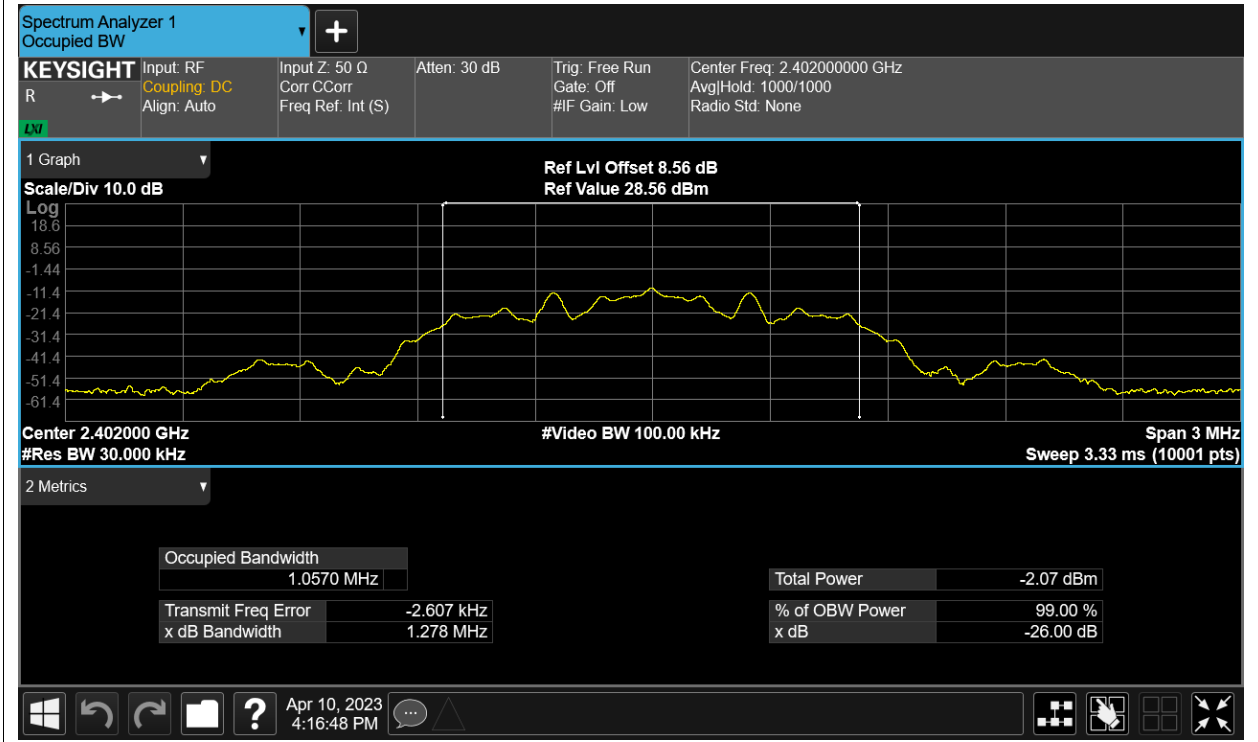 Spectrum Analyzer 1
Occupied BW
▼
+
KEYSIGHT Input: RF Input Z: 50 Ω Atten: 30 dB Trig: Free Run Center Freq: 2.402000000 GHz
R Coupling: DC Corr CCorr Gate: Off Avg|Hold: 1000/1000
Align: Auto Freq Ref: Int (S) #IF Gain: Low Radio Std: None
LXI
1 Graph ▼
Ref Lvl Offset 8.56 dB
Scale/Div 10.0 dB Ref Value 28.56 dBm
Log
18.6
8.56
-1.44
-11.4
-21.4
-31.4
-41.4
-51.4
-61.4
Center 2.402000 GHz #Video BW 100.00 kHz Span 3 MHz
#Res BW 30.000 kHz Sweep 3.33 ms (10001 pts)
2 Metrics ▼
Occupied Bandwidth
1.0570 MHz Total Power -2.07 dBm
Transmit Freq Error -2.607 kHz % of OBW Power 99.00 %
x dB Bandwidth 1.278 MHz x dB -26.00 dB
? Apr 10, 2023
4:16:48 PM